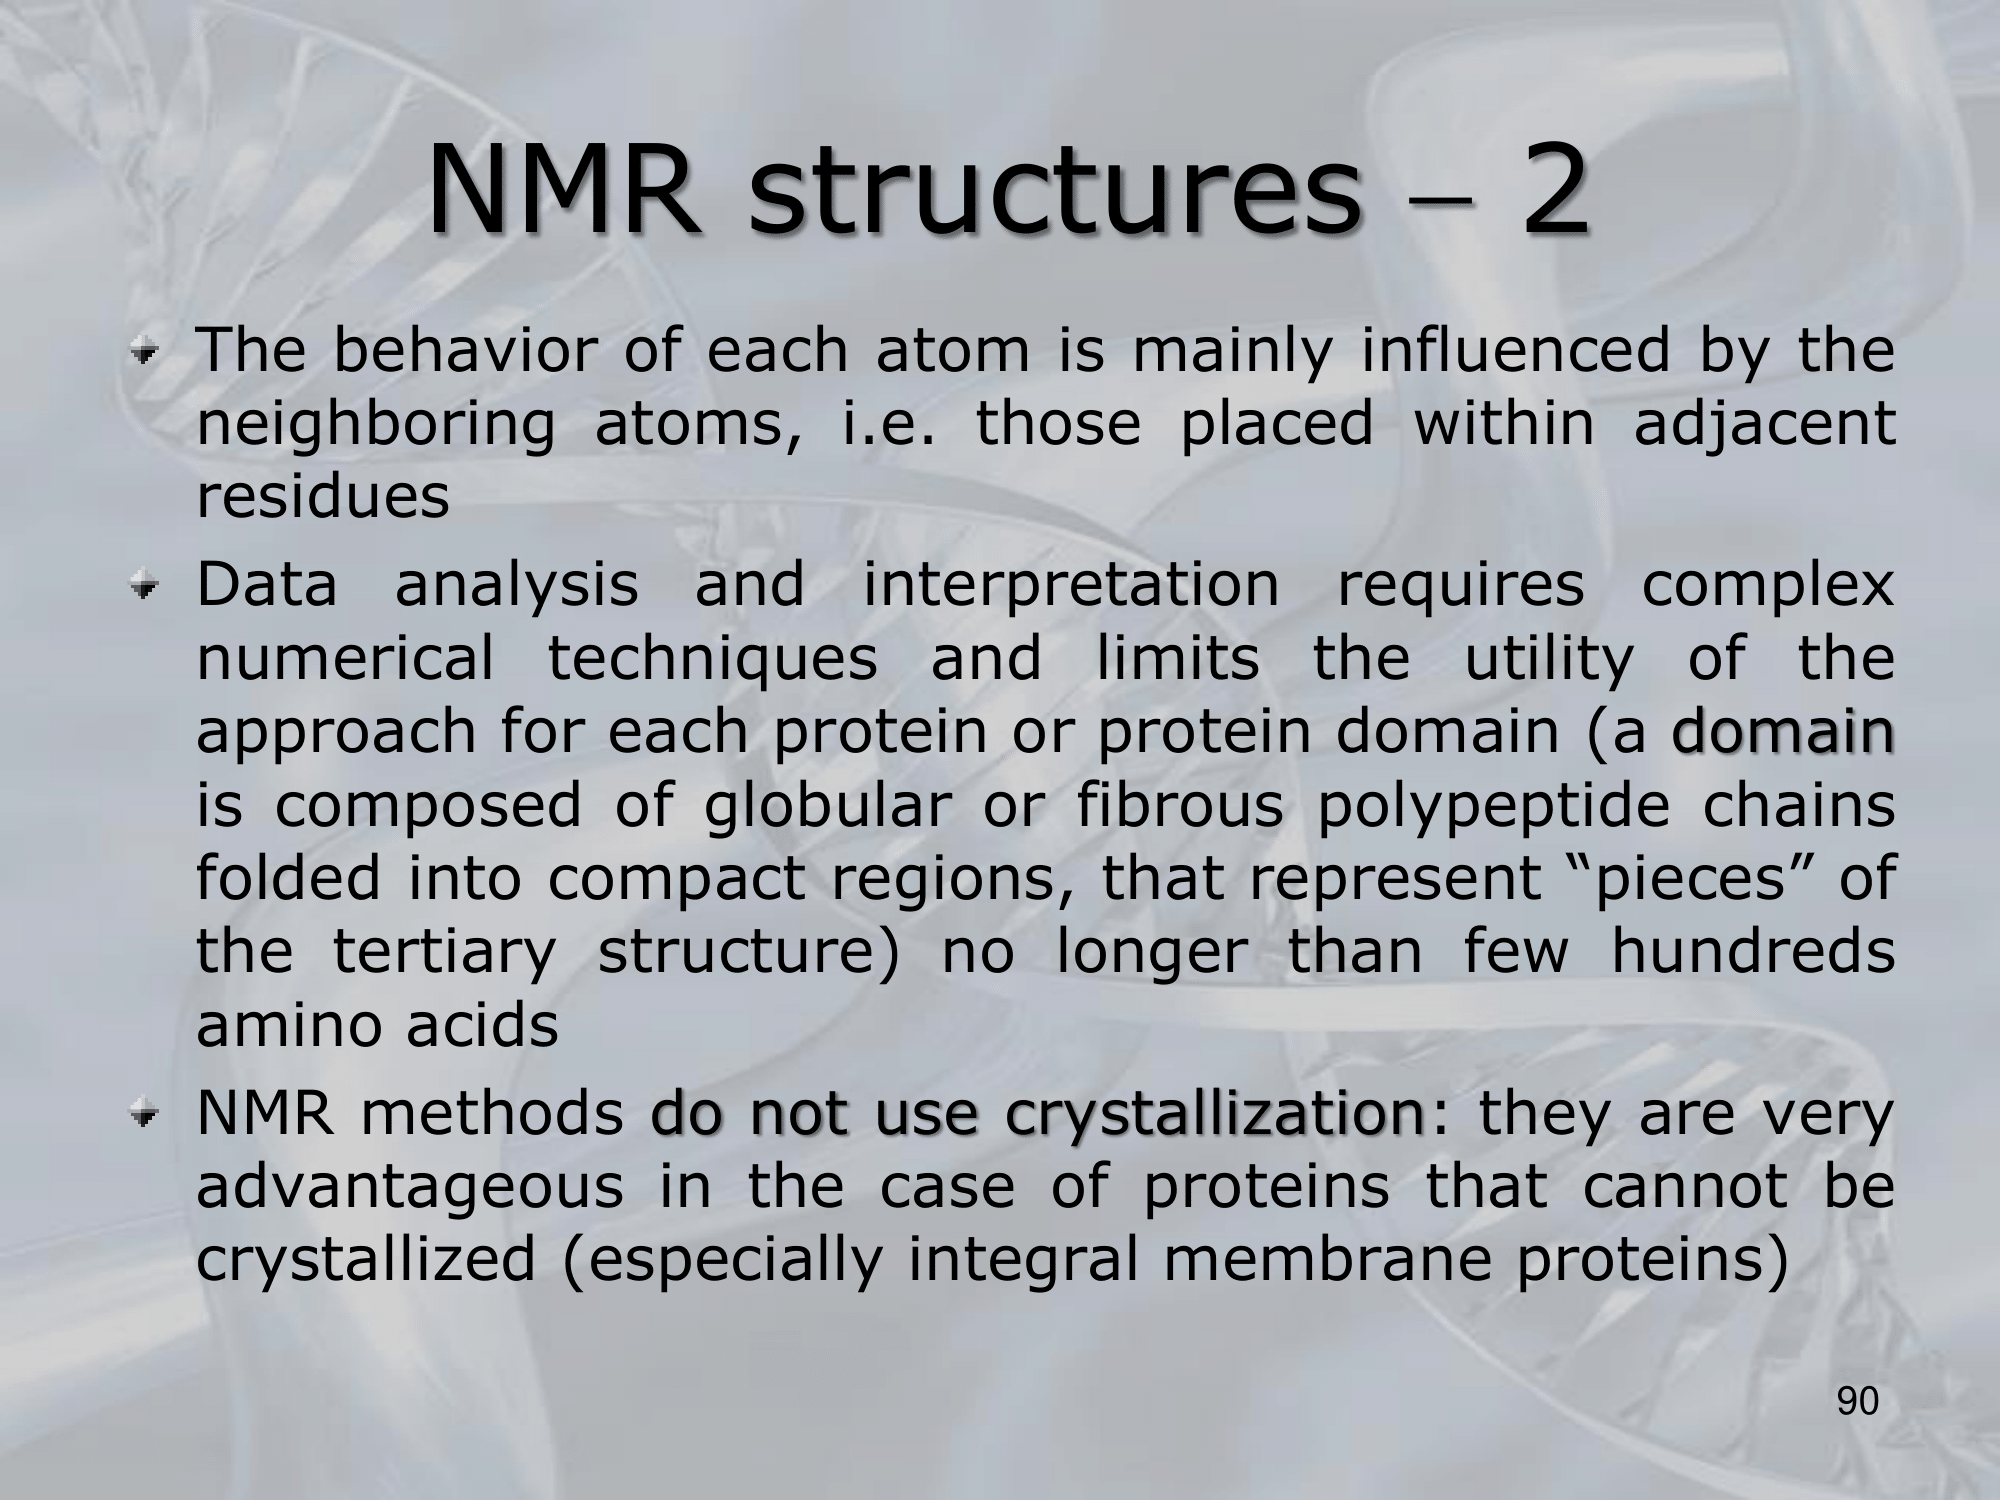 NMR structures – 2
The behavior of each atom is mainly influenced by the
neighboring atoms, i.e. those placed within adjacent
residues
Data analysis and interpretation requires complex
numerical techniques and limits the utility of the
approach for each protein or protein domain (a domain
is composed of globular or fibrous polypeptide chains
folded into compact regions, that represent “pieces” of
the tertiary structure) no longer than few hundreds
amino acids
NMR methods do not use crystallization: they are very
advantageous in the case of proteins that cannot be
crystallized (especially integral membrane proteins)
90